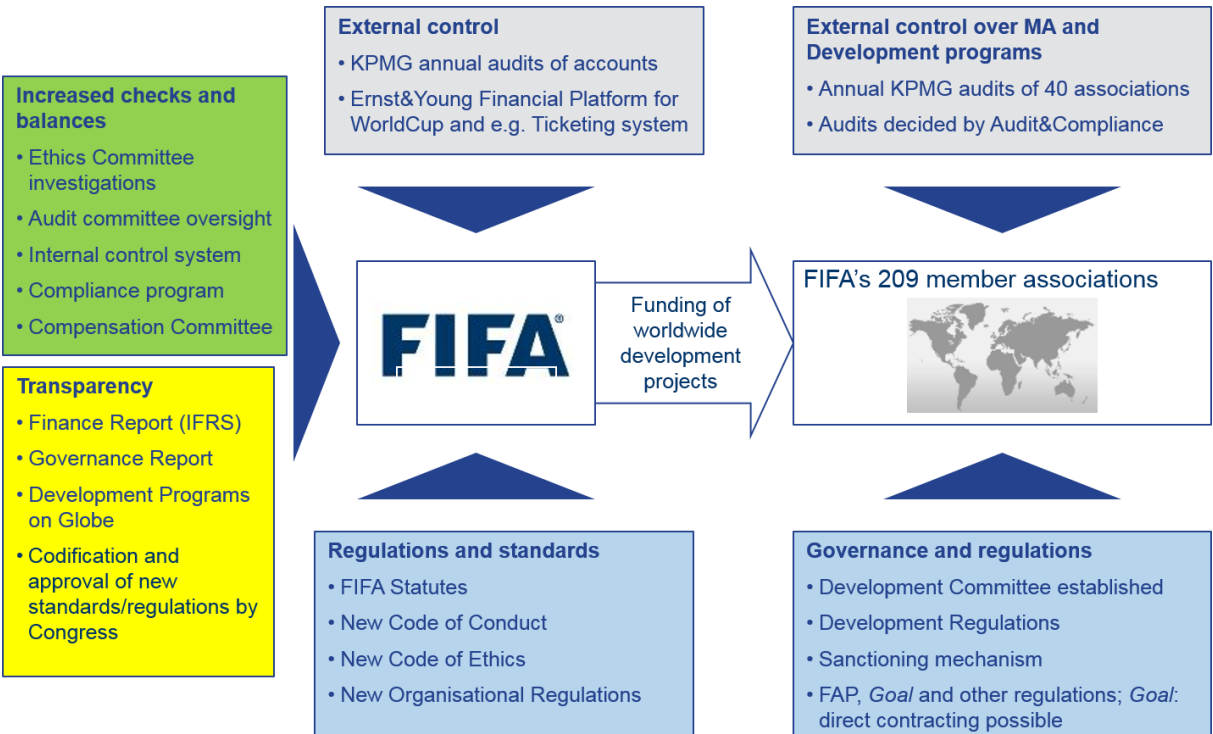 External control
• KPMG annual audits of accounts
• Ernst&Young Financial Platform for
WorldCup and e.g. Ticketing system
External control over MA and
Development programs
• Annual KPMG audits of 40 associations
• Audits decided by Audit&Compliance
Increased checks and
balances
• Ethics Committee
investigations
• Audit committee oversight
• Internal control system
• Compliance program
• Compensation Committee
Transparency
• Finance Report (IFRS)
• Governance Report
• Development Programs
on Globe
• Codification and
approval of new
standards/regulations by
Congress
FIFA®
Funding of
worldwide
development
projects
FIFA’s 209 member associations
Regulations and standards
• FIFA Statutes
• New Code of Conduct
• New Code of Ethics
• New Organisational Regulations
Governance and regulations
• Development Committee established
• Development Regulations
• Sanctioning mechanism
• FAP, Goal and other regulations; Goal:
direct contracting possible